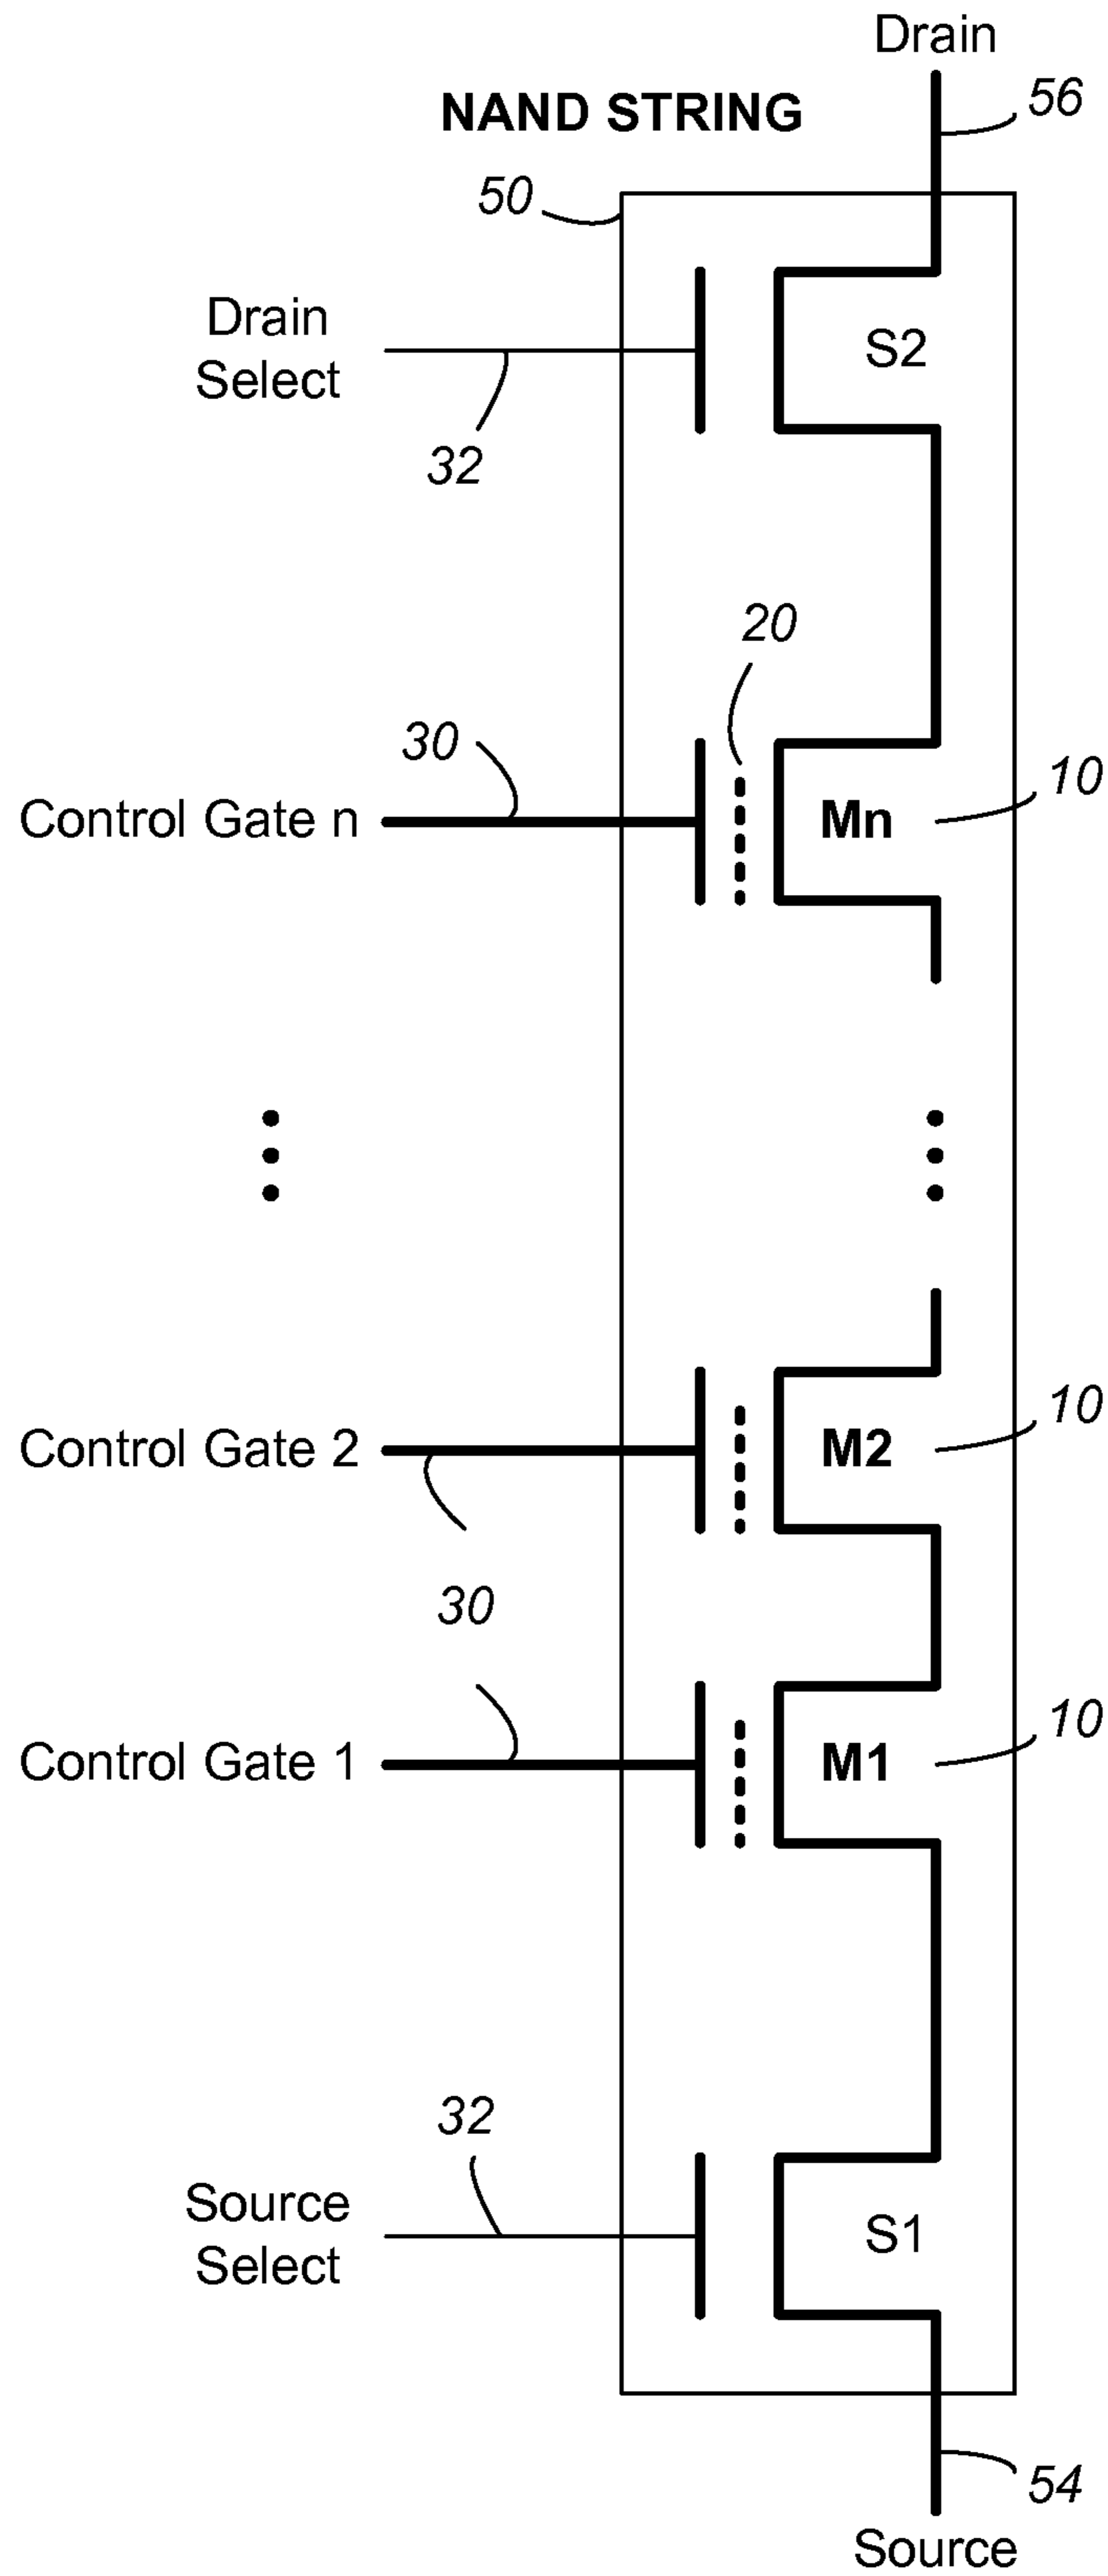 Drain
56
NAND STRING
50
Drain
Select
S2
32
20
30
10
Control Gate n
Mn
10
Control Gate 2
M2
30
10
Control Gate 1
M1
32
Source
Select
S1
54
Source